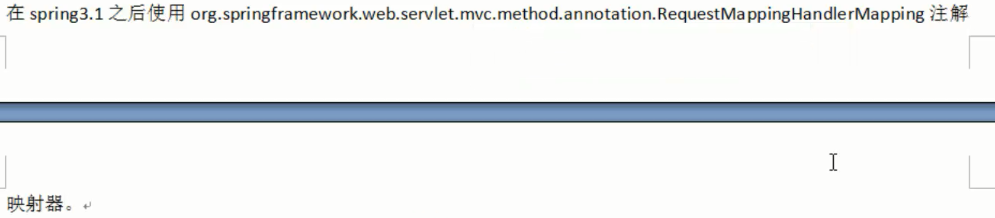 在 spring3.1 之后使用 org.springframework.web.servlet.mvc.method.annotation.RequestMappingHandlerMapping 注解
映射器。